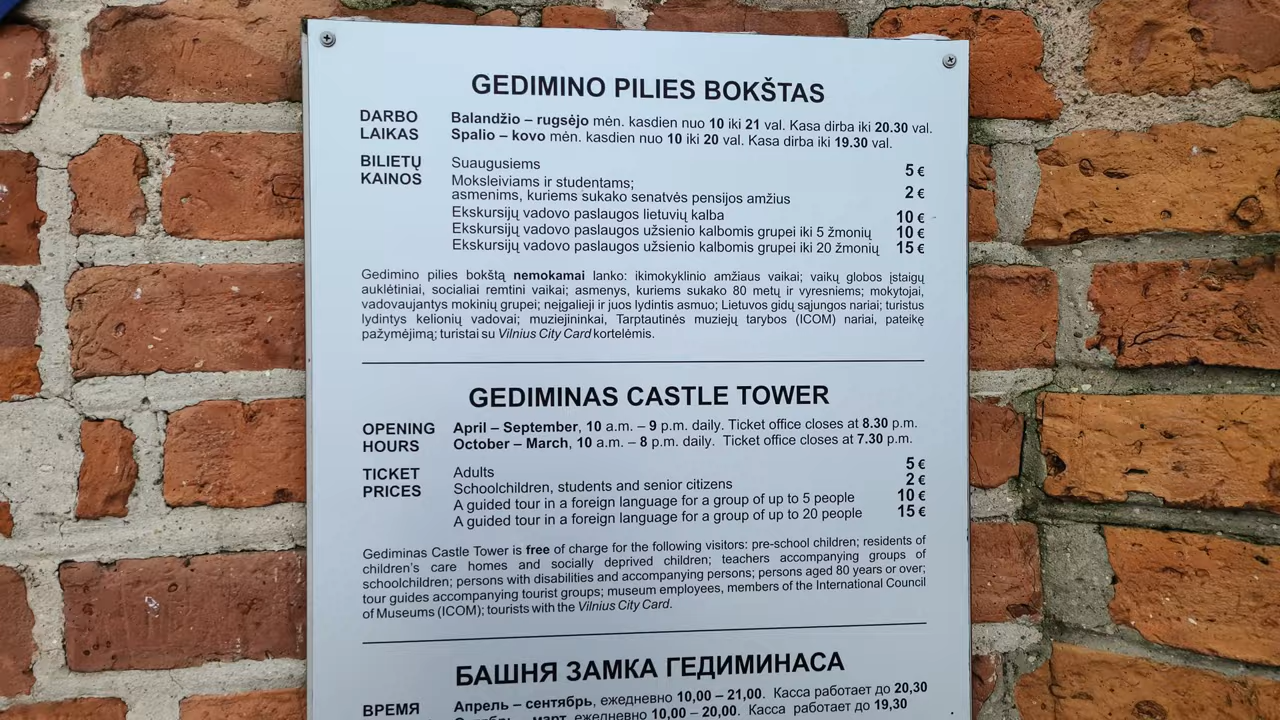 GEDIMINO PILIES BOKŠTAS
DARBO LAIKAS
Balandžio – rugsėjo mėn. kasdien nuo 10 iki 21 val. Kasa dirba iki 20.30 val.
Spalio – kovo mėn. kasdien nuo 10 iki 20 val. Kasa dirba iki 19.30 val.
BILIETŲ KAINOS
Suaugusiems 5 €
Moksleiviams ir studentams;
asmenims, kuriems sukako senatvės pensijos amžius 2 €
Ekskursijų vadovo paslaugos lietuvių kalba 10 €
Ekskursijų vadovo paslaugos užsienio kalbomis grupei iki 5 žmonių 10 €
Ekskursijų vadovo paslaugos užsienio kalbomis grupei iki 20 žmonių 15 €
Gedimino pilies bokštą nemokamai lanko: ikimokyklinio amžiaus vaikai; vaikų globos įstaigų
auklėtiniai, socialiai remtini vaikai; asmenys, kuriems sukako 80 metų ir vyresniems; mokytojai,
vadovaujantys mokinių grupei; neįgalieji ir juos lydintis asmuo; Lietuvos gidų sąjungos nariai; turistus
lydintys kelionių vadovai; muziejininkai, Tarptautinės muziejų tarybos (ICOM) nariai, pateikę
pažymėjimą; turistai su Vilnius City Card kortelėmis.
GEDIMINAS CASTLE TOWER
OPENING HOURS
April – September, 10 a.m. – 9 p.m. daily. Ticket office closes at 8.30 p.m.
October – March, 10 a.m. – 8 p.m. daily. Ticket office closes at 7.30 p.m.
TICKET PRICES
Adults 5 €
Schoolchildren, students and senior citizens 2 €
A guided tour in a foreign language for a group of up to 5 people 10 €
A guided tour in a foreign language for a group of up to 20 people 15 €
Gediminas Castle Tower is free of charge for the following visitors: pre-school children; residents of
children's care homes and socially deprived children; teachers accompanying groups of
schoolchildren; persons with disabilities and accompanying persons; persons aged 80 years or over;
tour guides accompanying tourist groups; museum employees, members of the International Council
of Museums (ICOM); tourists with the Vilnius City Card.
БАШНЯ ЗАМКА ГЕДИМИНАСА
ВРЕМЯ
Апрель – сентябрь, ежедневно 10,00 – 21,00. Касса работает до 20,30
март, ежедневно 10,00 – 20,00. Касса работает до 19,30